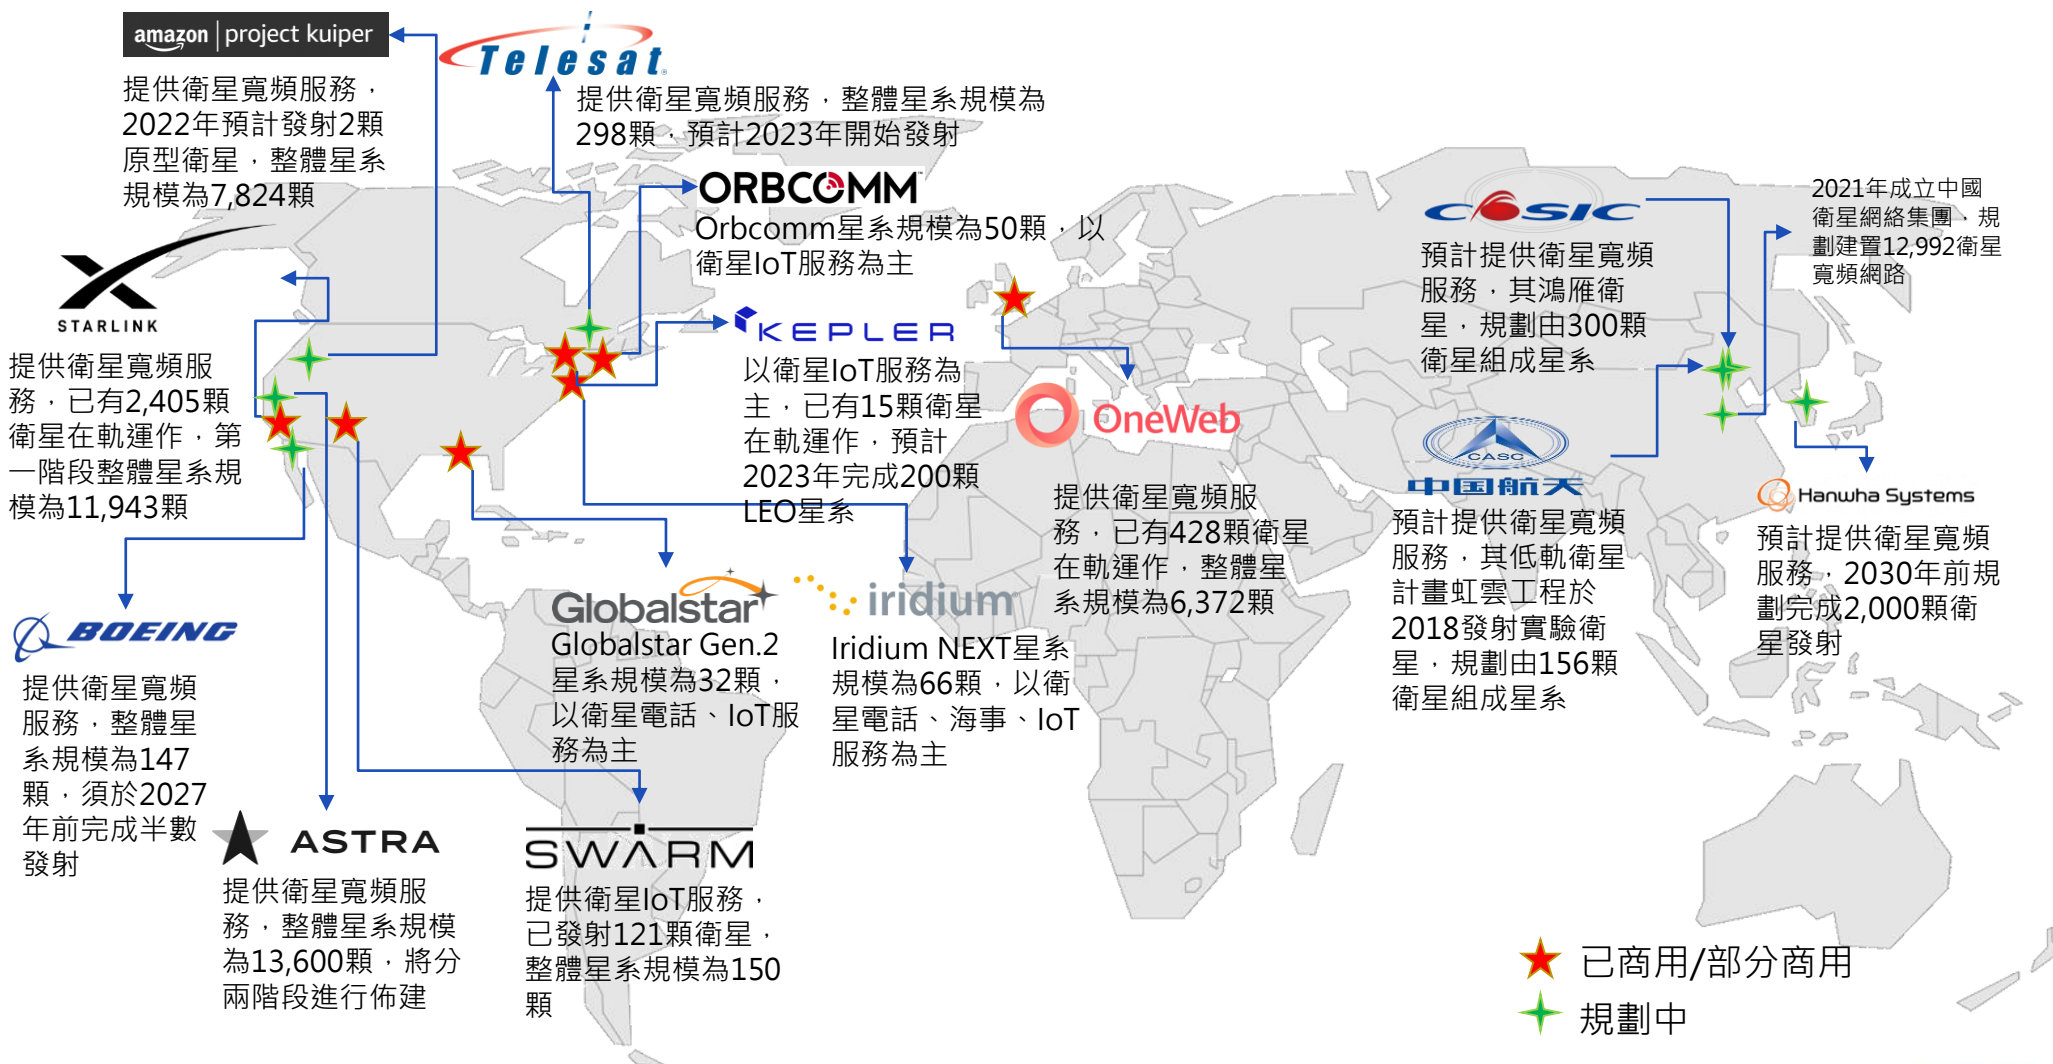 amazon | project kuiper
提供衛星寬頻服務，
2022年預計發射2顆
原型衛星，整體星系
規模為7,824顆
Telesat
提供衛星寬頻服務，整體星系規模為
298顆，預計2023年開始發射
ORBCOMM
Orbcomm星系規模為50顆，以
衛星IoT服務為主
STARLINK
提供衛星寬頻服
務，已有2,405顆
衛星在軌運作，第
一階段整體星系規
模為11,943顆
KEPLER
以衛星IoT服務為
主，已有15顆衛星
在軌運作，預計
2023年完成200顆
LEO星系
OneWeb
提供衛星寬頻服
務，已有428顆衛星
在軌運作，整體星
系規模為6,372顆
CASIC
預計提供衛星寬頻
服務，其鴻雁衛
星，規劃由300顆
衛星組成星系
2021年成立中國
衛星網絡集團，規
劃建置12,992衛星
寬頻網路
CASC
中国航天
預計提供衛星寬頻
服務，其低軌衛星
計畫虹雲工程於
2018發射實驗衛
星，規劃由156顆
衛星組成星系
Hanwha Systems
預計提供衛星寬頻
服務，2030年前規
劃完成2,000顆衛
星發射
BOEING
提供衛星寬頻
服務，整體星
系規模為147
顆，須於2027
年前完成半數
發射
Globalstar
Globalstar Gen.2
星系規模為32顆，
以衛星電話、IoT服
務為主
iridium
Iridium NEXT星系
規模為66顆，以衛
星電話、海事、IoT
服務為主
ASTRA
提供衛星寬頻服
務，整體星系規模
為13,600顆，將分
兩階段進行佈建
SWARM
提供衛星IoT服務，
已發射121顆衛星，
整體星系規模為150
顆
已商用/部分商用
規劃中